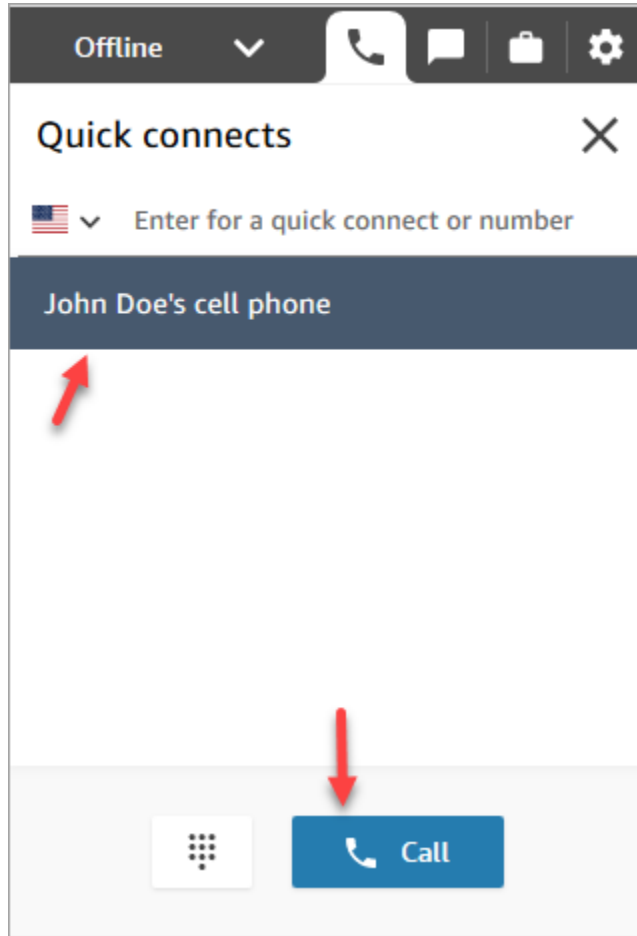 Offline
Quick connects
Enter for a quick connect or number
John Doe's cell phone
Call